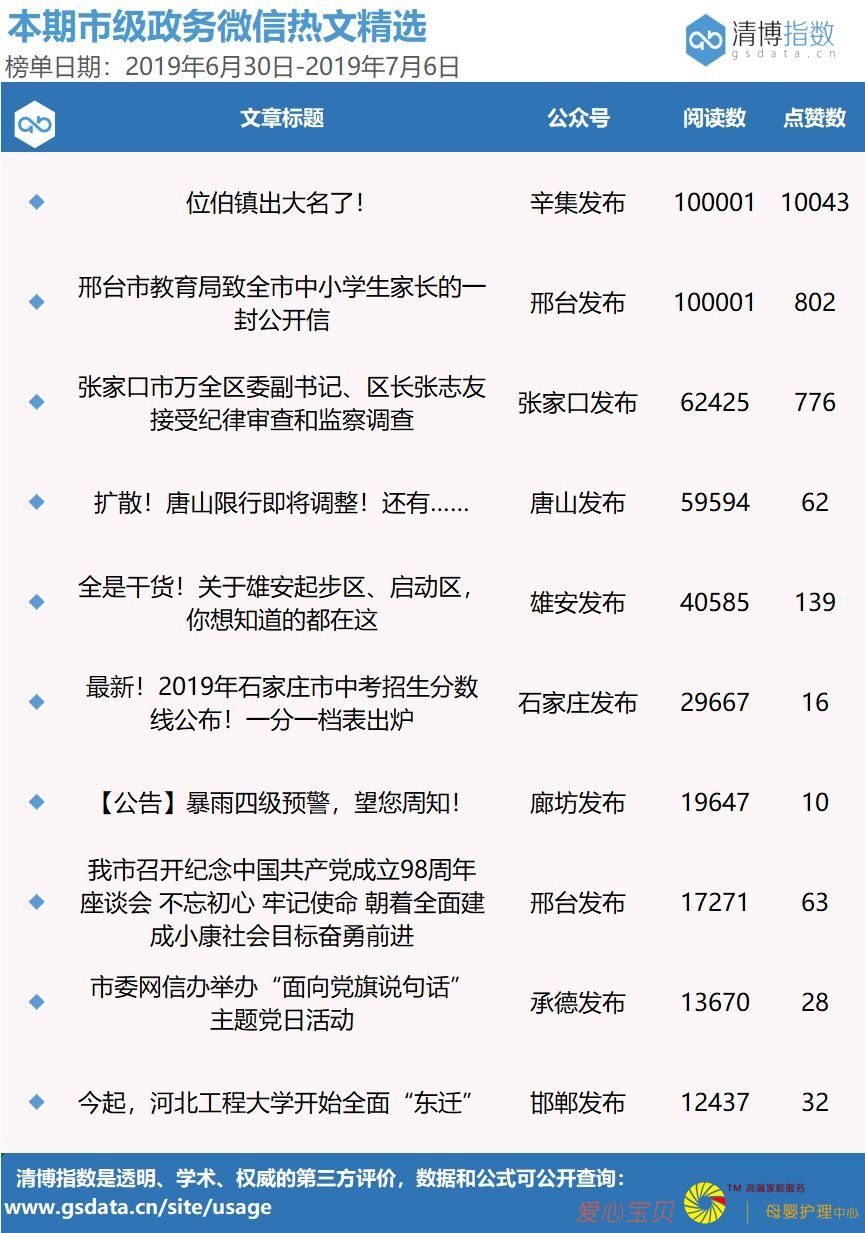 本期市级政务微信热文精选
榜单日期：2019年6月30日-2019年7月6日
清博指数
gsdata.cn
文章标题 公众号 阅读数 点赞数
位伯镇出大名了！ 辛集发布 100001 10043
邢台市教育局致全市中小学生家长的一
封公开信 邢台发布 100001 802
张家口市万全区委副书记、区长张志友
接受纪律审查和监察调查 张家口发布 62425 776
扩散！唐山限行即将调整！还有…… 唐山发布 59594 62
全是干货！关于雄安起步区、启动区，
你想知道的都在这 雄安发布 40585 139
最新！2019年石家庄市中考招生分数
线公布！一分一档表出炉 石家庄发布 29667 16
【公告】暴雨四级预警，望您周知！ 廊坊发布 19647 10
我市召开纪念中国共产党成立98周年
座谈会 不忘初心 牢记使命 朝着全面建
成小康社会目标奋勇前进 邢台发布 17271 63
市委网信办举办“面向党旗说句话”
主题党日活动 承德发布 13670 28
今起，河北工程大学开始全面“东迁” 邯郸发布 12437 32
清博指数是透明、学术、权威的第三方评价，数据和公式可公开查询：
www.gsdata.cn/site/usage
爱心宝贝 TM 高端家庭服务
母婴护理中心